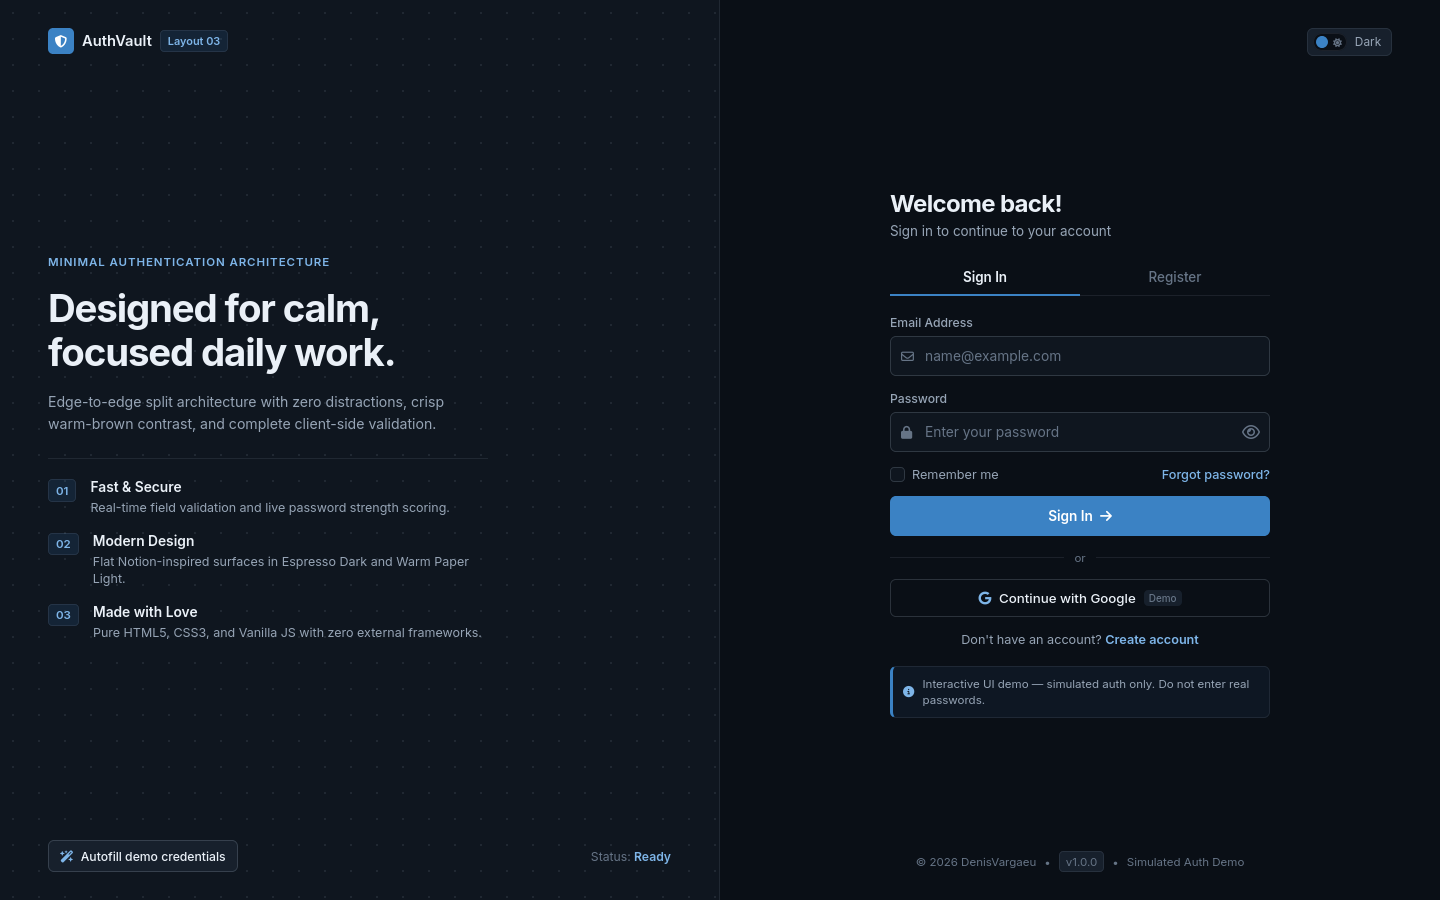 AuthVault Layout 03
MINIMAL AUTHENTICATION ARCHITECTURE
Designed for calm,
focused daily work.
Edge-to-edge split architecture with zero distractions, crisp
warm-brown contrast, and complete client-side validation.
01 Fast & Secure
Real-time field validation and live password strength scoring.
02 Modern Design
Flat Notion-inspired surfaces in Espresso Dark and Warm Paper
Light.
03 Made with Love
Pure HTML5, CSS3, and Vanilla JS with zero external frameworks.
Autofill demo credentials
Status: Ready
Dark
Welcome back!
Sign in to continue to your account
Sign In Register
Email Address
name@example.com
Password
Enter your password
Remember me Forgot password?
Sign In →
or
Continue with Google Demo
Don't have an account? Create account
Interactive UI demo — simulated auth only. Do not enter real
passwords.
© 2026 DenisVargaeu • v1.0.0 • Simulated Auth Demo